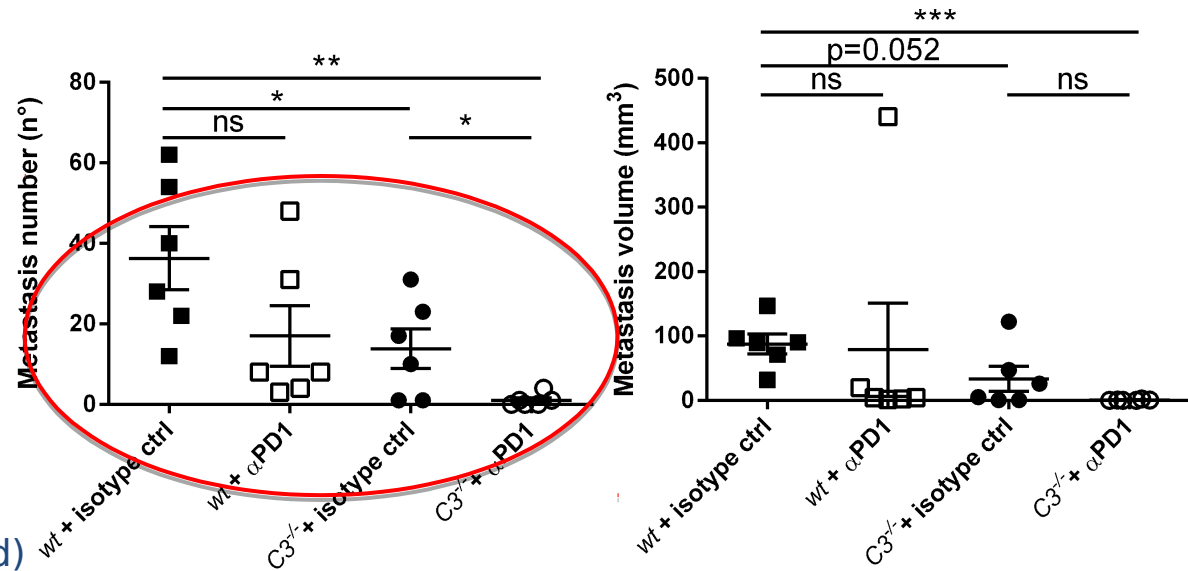 **
*
ns
*
Metastasis number (n°)
80
60
40
20
0
wt + isotype ctrl
wt + αPD1
C3-/-+ isotype ctrl
C3-/-+ αPD1
***
p=0.052
ns
ns
Metastasis volume (mm³)
500
400
300
200
100
0
wt + isotype ctrl
wt + αPD1
C3-/-+ isotype ctrl
C3-/-+ αPD1
d)